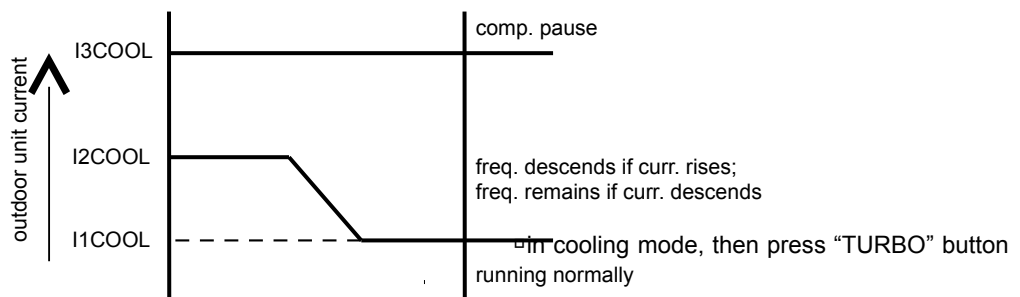 comp. pause
I3COOL
outdoor unit current
I2COOL
freq. descends if curr. rises;
freq. remains if curr. descends
I1COOL
in cooling mode, then press “TURBO” button
running normally